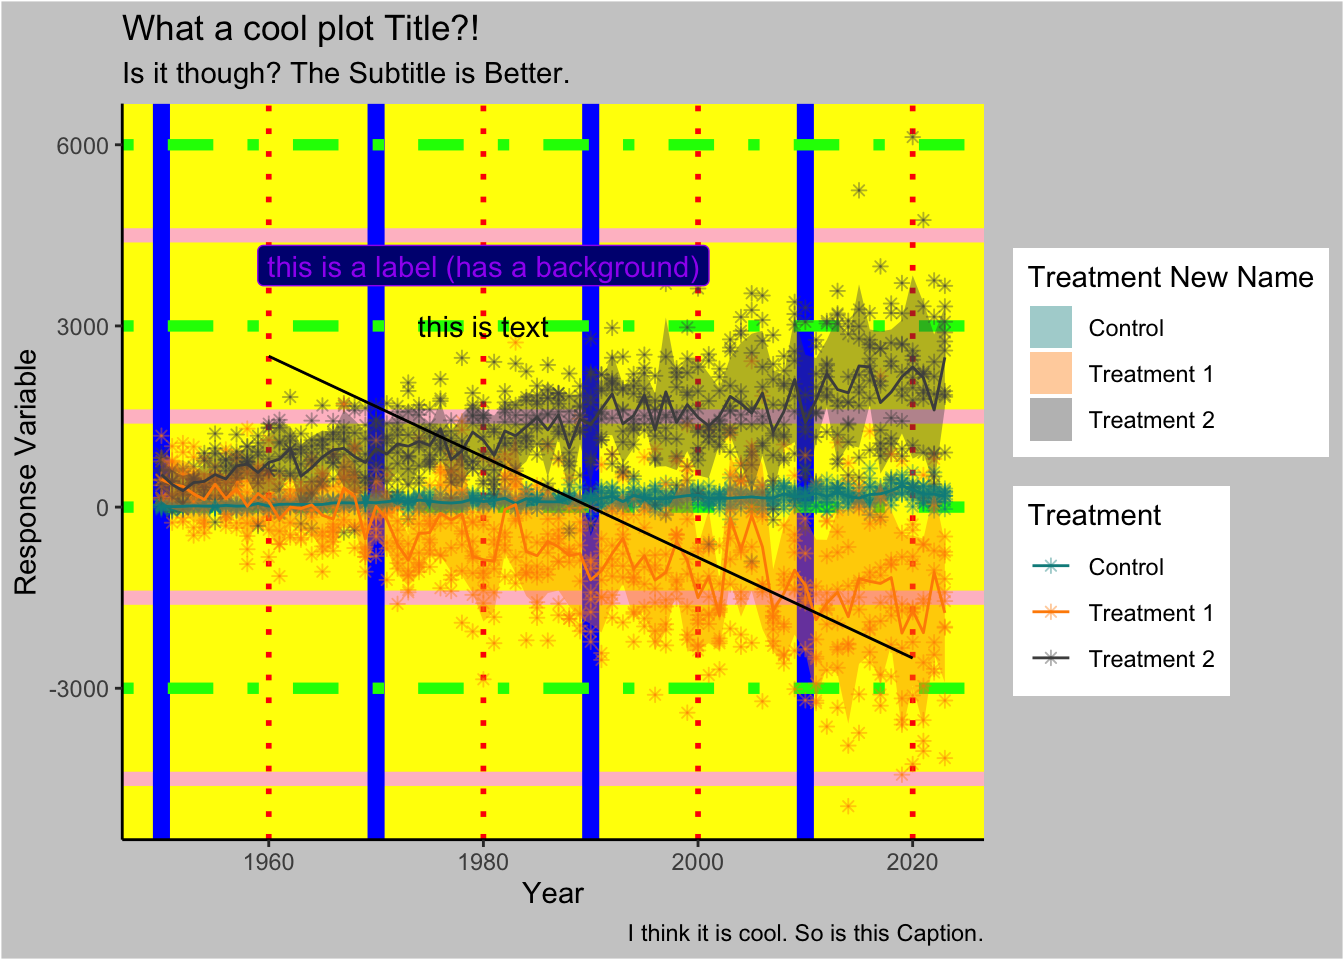 What a cool plot Title?!
Is it though? The Subtitle is Better.
Response Variable
6000
3000
0
-3000
this is a label (has a background)
this is text
1960
1980
2000
2020
Year
I think it is cool. So is this Caption.
Treatment New Name
Control
Treatment 1
Treatment 2
Treatment
Control
Treatment 1
Treatment 2